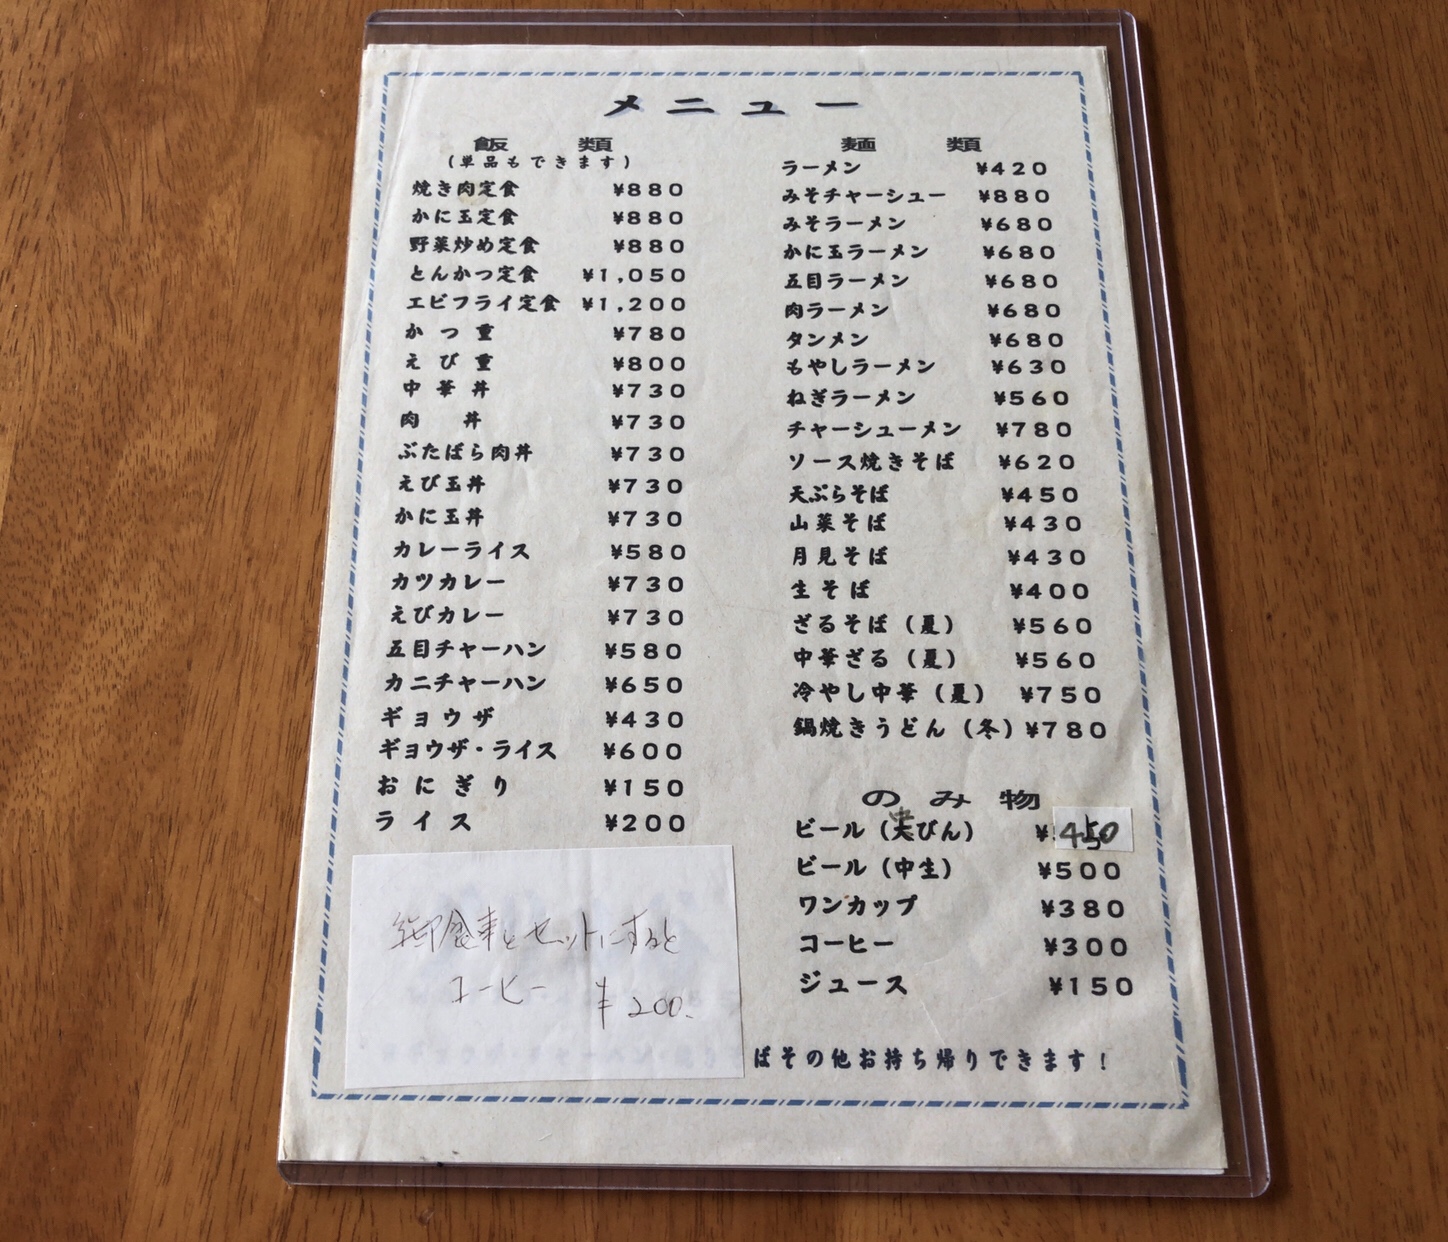 メニュー
飯類
(単品もできます)
焼き肉定食 ¥880
かに玉定食 ¥880
野菜炒め定食 ¥880
とんかつ定食 ¥1,050
エビフライ定食 ¥1,200
かつ重 ¥780
えび重 ¥800
中華丼 ¥730
肉丼 ¥730
ぶたばら肉丼 ¥730
えび玉丼 ¥730
かに玉丼 ¥730
カレーライス ¥580
カツカレー ¥730
えびカレー ¥730
五目チャーハン ¥580
カニチャーハン ¥650
ギョウザ ¥430
ギョウザ・ライス ¥600
おにぎり ¥150
ライス ¥200
御食事とセットにすると
コーヒー ¥200.
麺類
ラーメン ¥420
みそチャーシュー ¥880
みそラーメン ¥680
かに玉ラーメン ¥680
五目ラーメン ¥680
肉ラーメン ¥680
タンメン ¥680
もやしラーメン ¥630
ねぎラーメン ¥560
チャーシューメン ¥780
ソース焼きそば ¥620
天ぷらそば ¥450
山菜そば ¥430
月見そば ¥430
生そば ¥400
ざるそば(夏) ¥560
中華ざる(夏) ¥560
冷やし中華(夏) ¥750
鍋焼きうどん(冬) ¥780
のみ物
ビール(中びん) ¥450
ビール(中生) ¥500
ワンカップ ¥380
コーヒー ¥300
ジュース ¥150
ばその他お持ち帰りできます!